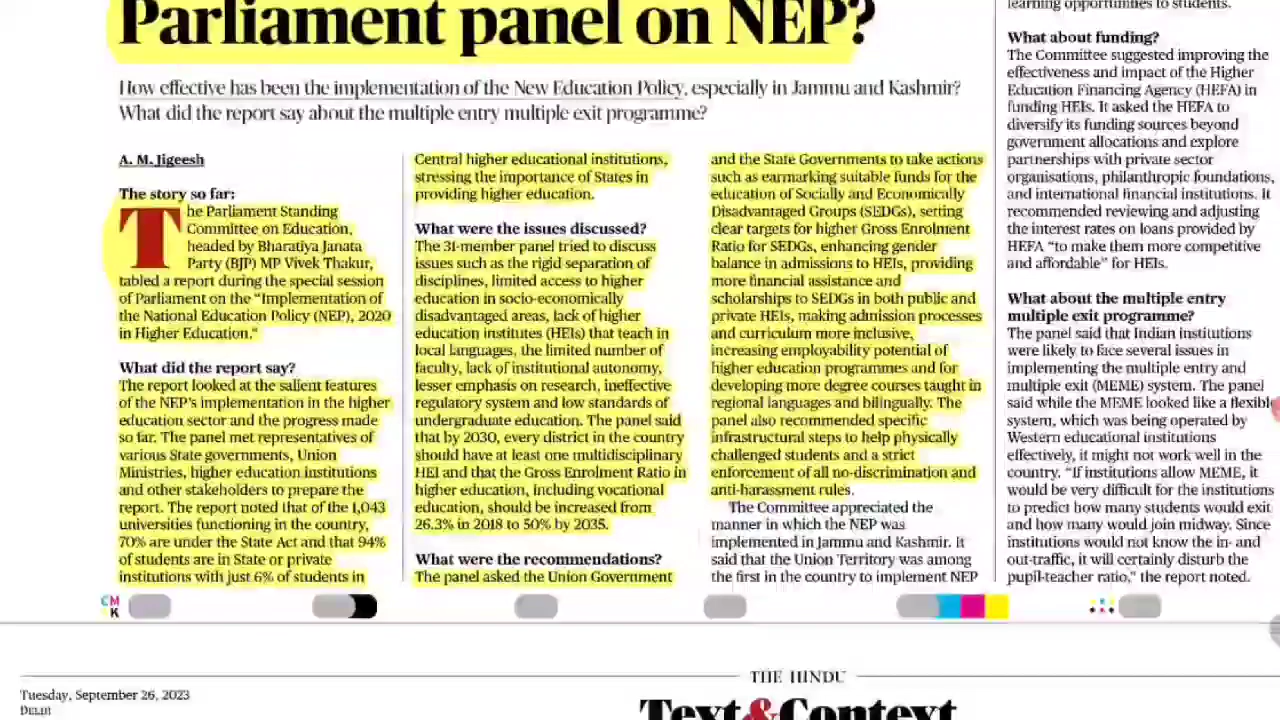 Parliament panel on NEP?
How effective has been the implementation of the New Education Policy, especially in Jammu and Kashmir?
What did the report say about the multiple entry multiple exit programme?
A. M. Jigeesh
The story so far:
The Parliament Standing
Committee on Education,
headed by Bharatiya Janata
Party (BJP) MP Vivek Thakur,
tabled a report during the special session
of Parliament on the “Implementation of
the National Education Policy (NEP), 2020
in Higher Education.“
What did the report say?
The report looked at the salient features
of the NEP's implementation in the higher
education sector and the progress made
so far. The panel met representatives of
various State governments, Union
Ministries, higher education institutions
and other stakeholders to prepare the
report. The report noted that of the 1,043
universities functioning in the country,
70% are under the State Act and that 94%
of students are in State or private
institutions with just 6% of students in
Central higher educational institutions,
stressing the importance of States in
providing higher education.
What were the issues discussed?
The 31-member panel tried to discuss
issues such as the rigid separation of
disciplines, limited access to higher
education in socio-economically
disadvantaged areas, lack of higher
education institutes (HEIs) that teach in
local languages, the limited number of
faculty, lack of institutional autonomy,
lesser emphasis on research, ineffective
regulatory system and low standards of
undergraduate education. The panel said
that by 2030, every district in the country
should have at least one multidisciplinary
HEI and that the Gross Enrolment Ratio in
higher education, including vocational
education, should be increased from
26.3% in 2018 to 50% by 2035.
What were the recommendations?
The panel asked the Union Government
and the State Governments to take actions
such as earmarking suitable funds for the
education of Socially and Economically
Disadvantaged Groups (SEDGs), setting
clear targets for higher Gross Enrolment
Ratio for SEDGs, enhancing gender
balance in admissions to HEIs, providing
more financial assistance and
scholarships to SEDGs in both public and
private HEIs, making admission processes
and curriculum more inclusive,
increasing employability potential of
higher education programmes and for
developing more degree courses taught in
regional languages and bilingually. The
panel also recommended specific
infrastructural steps to help physically
challenged students and a strict
enforcement of all no-discrimination and
anti-harassment rules.
The Committee appreciated the
manner in which the NEP was
implemented in Jammu and Kashmir. It
said that the Union Territory was among
the first in the country to implement NEP
learning opportunities to students.
What about funding?
The Committee suggested improving the
effectiveness and impact of the Higher
Education Financing Agency (HEFA) in
funding HEIs. It asked the HEFA to
diversify its funding sources beyond
government allocations and explore
partnerships with private sector
organisations, philanthropic foundations,
and international financial institutions. It
recommended reviewing and adjusting
the interest rates on loans provided by
HEFA “to make them more competitive
and affordable” for HEIs.
What about the multiple entry
multiple exit programme?
The panel said that Indian institutions
were likely to face several issues in
implementing the multiple entry and
multiple exit (MEME) system. The panel
said while the MEME looked like a flexible
system, which was being operated by
Western educational institutions
effectively, it might not work well in the
country. “If institutions allow MEME, it
would be very difficult for the institutions
to predict how many students would exit
and how many would join midway. Since
institutions would not know the in- and
out-traffic, it will certainly disturb the
pupil-teacher ratio,” the report noted.
CM
K
THE HINDU
Tuesday, September 26, 2023
DELHI
Text&Context